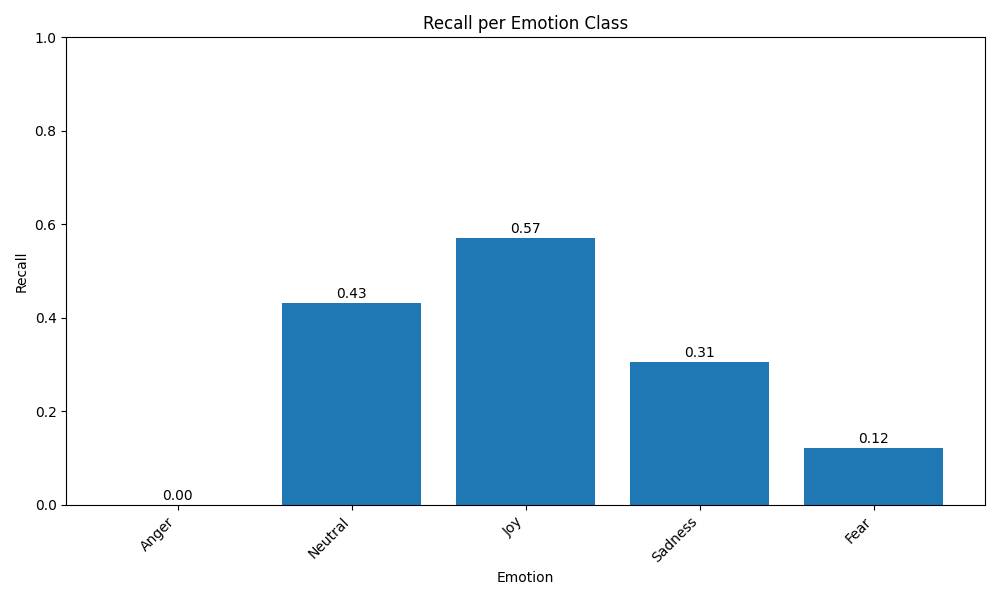 Recall per Emotion Class
1.0
0.8
0.6
0.4
0.2
0.0
Recall
0.00
0.43
0.57
0.31
0.12
Anger
Neutral
Joy
Sadness
Fear
Emotion